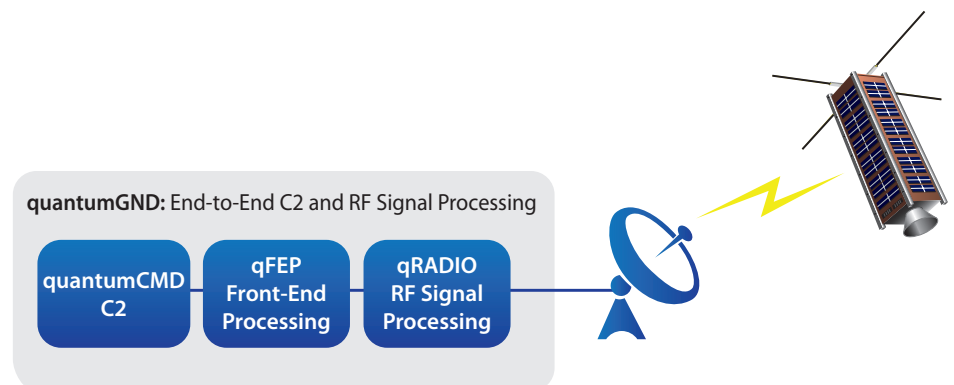 quantumGND: End-to-End C2 and RF Signal Processing
quantumCMD
C2
qFEP
Front-End
Processing
qRADIO
RF Signal
Processing